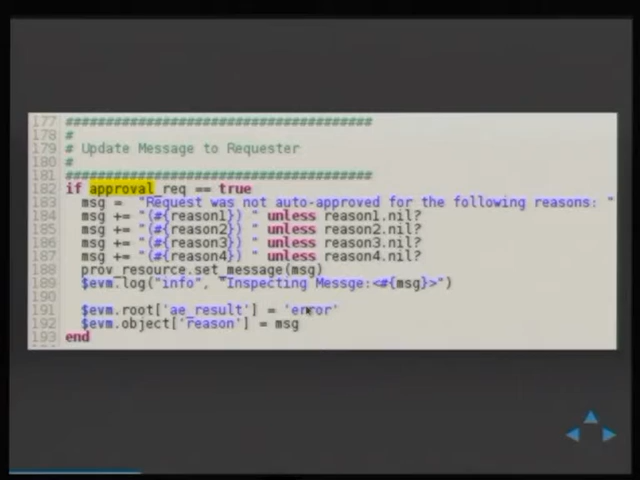 177 ######################################
178 #
179 # Update Message to Requester
180 #
181 ######################################
182 if approval_req == true
183   msg =  "Request was not auto-approved for the following reasons: "
184   msg += "(#{reason1}) " unless reason1.nil?
185   msg += "(#{reason2}) " unless reason2.nil?
186   msg += "(#{reason3}) " unless reason3.nil?
187   msg += "(#{reason4}) " unless reason4.nil?
188   prov_resource.set_message(msg)
189   $evm.log("info", "Inspecting Messge:<#{msg}>")
190
191   $evm.root['ae_result'] = 'error'
192   $evm.object['reason'] = msg
193 end